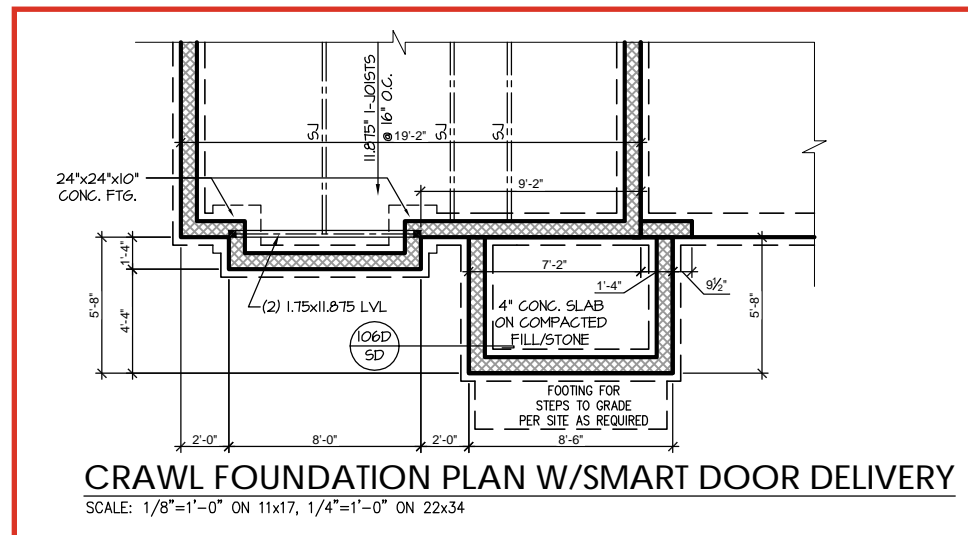 11.875" I-JOISTS
@ 16" O.C.
SJ
SJ
SJ
19'-2"
24"x24"x10"
CONC. FTG.
9'-2"
1'-4"
5'-8"
4'-4"
7'-2"
1'-4"
9½"
5'-8"
(2) 1.75x11.875 LVL
4" CONC. SLAB
ON COMPACTED
FILL/STONE
106D
SD
FOOTING FOR
STEPS TO GRADE
PER SITE AS REQUIRED
2'-0"
8'-0"
2'-0"
8'-6"
CRAWL FOUNDATION PLAN W/SMART DOOR DELIVERY
SCALE: 1/8"=1'-0" ON 11x17, 1/4"=1'-0" ON 22x34